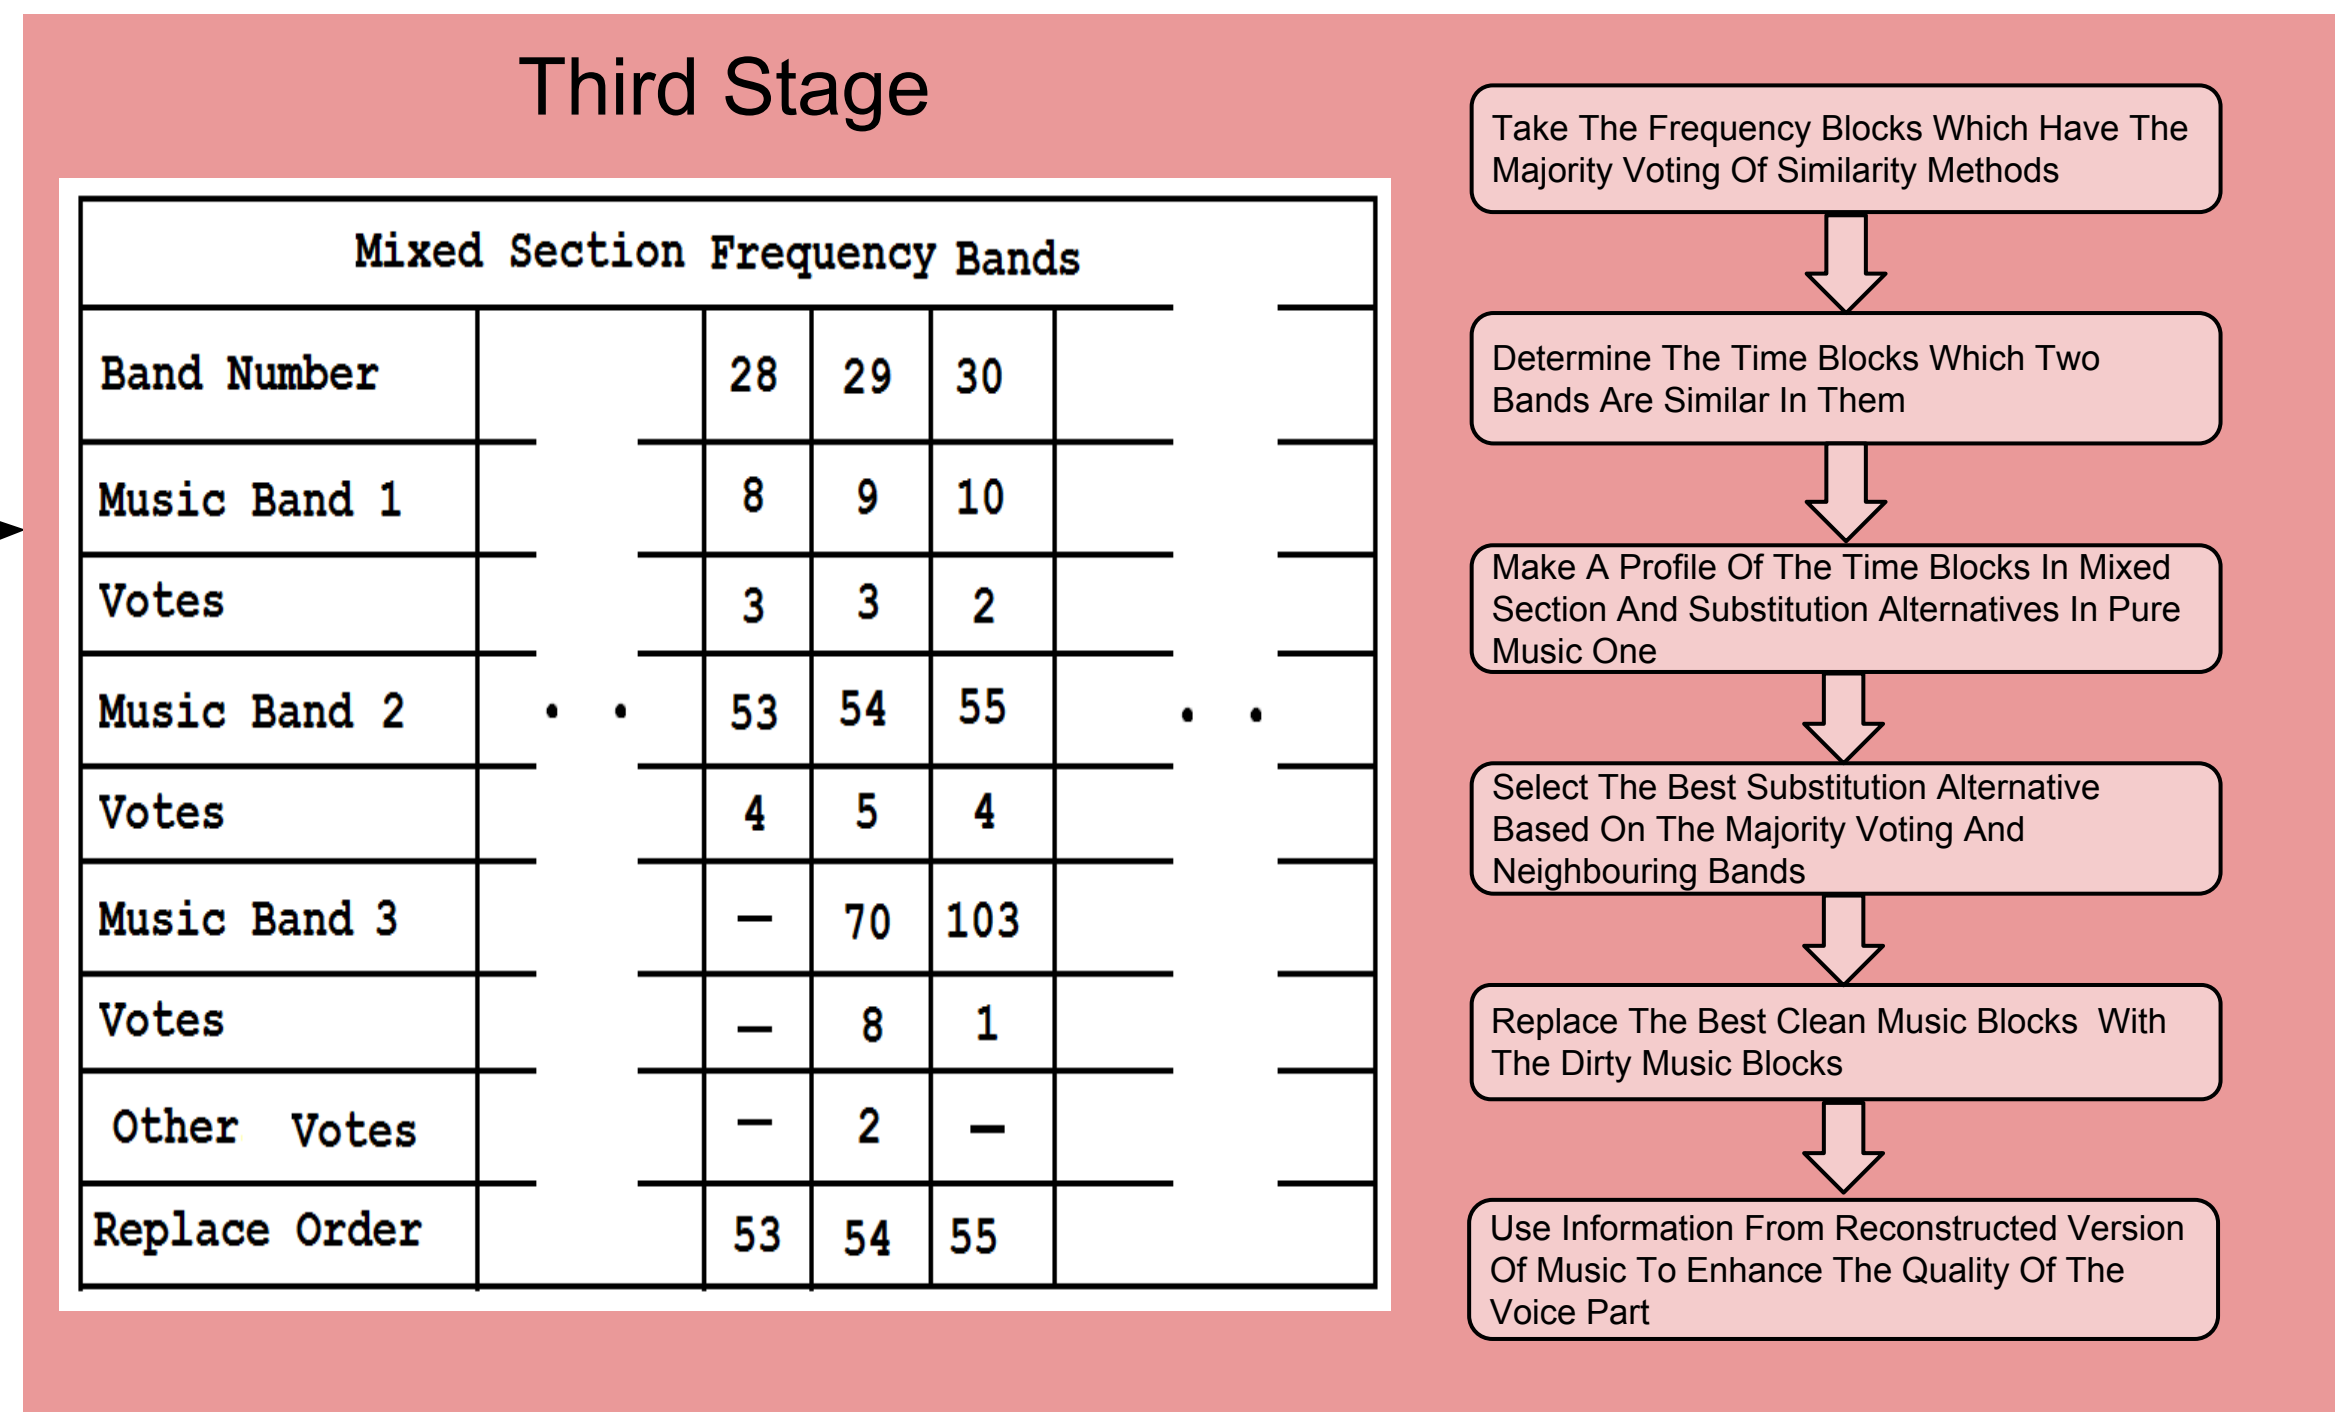 Third Stage
Mixed Section Frequency Bands
Band Number 28 29 30
Music Band 1 8 9 10
Votes 3 3 2
Music Band 2 . . 53 54 55 . .
Votes 4 5 4
Music Band 3 — 70 103
Votes — 8 1
Other Votes — 2 —
Replace Order 53 54 55
Take The Frequency Blocks Which Have The
Majority Voting Of Similarity Methods
Determine The Time Blocks Which Two
Bands Are Similar In Them
Make A Profile Of The Time Blocks In Mixed
Section And Substitution Alternatives In Pure
Music One
Select The Best Substitution Alternative
Based On The Majority Voting And
Neighbouring Bands
Replace The Best Clean Music Blocks With
The Dirty Music Blocks
Use Information From Reconstructed Version
Of Music To Enhance The Quality Of The
Voice Part